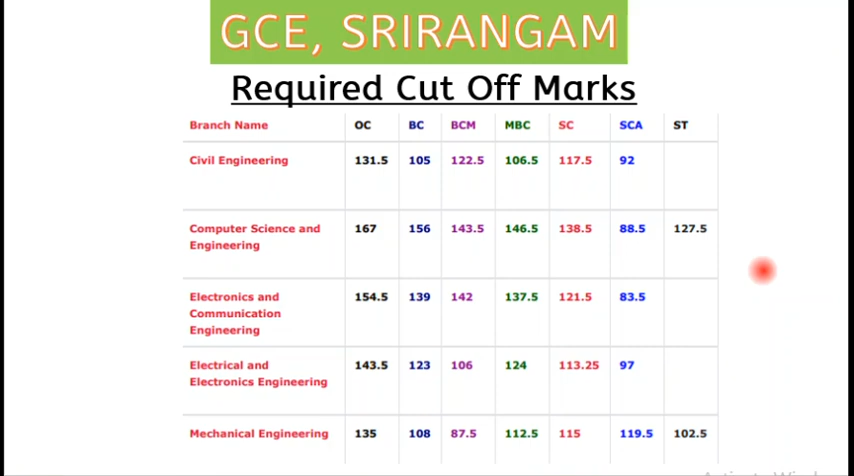 GCE, SRIRANGAM
Required Cut Off Marks
Branch Name OC BC BCM MBC SC SCA ST
Civil Engineering 131.5 105 122.5 106.5 117.5 92
Computer Science and 167 156 143.5 146.5 138.5 88.5 127.5
Engineering
Electronics and 154.5 139 142 137.5 121.5 83.5
Communication
Engineering
Electrical and 143.5 123 106 124 113.25 97
Electronics Engineering
Mechanical Engineering 135 108 87.5 112.5 115 119.5 102.5